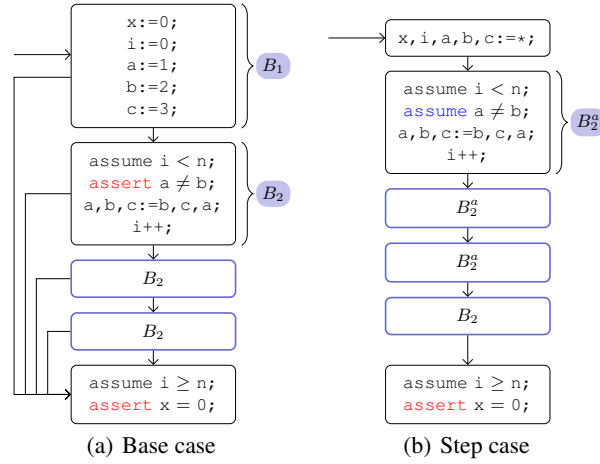 x:=0;
i:=0;
a:=1;
b:=2;
c:=3;
B₁
assume i < n;
assert a ≠ b;
a,b,c:=b,c,a;
i++;
B₂
B₂
B₂
assume i ≥ n;
assert x = 0;
(a) Base case
x,i,a,b,c:=⋆;
assume i < n;
assume a ≠ b;
a,b,c:=b,c,a;
i++;
B₂ᵃ
B₂ᵃ
B₂ᵃ
B₂
assume i ≥ n;
assert x = 0;
(b) Step case